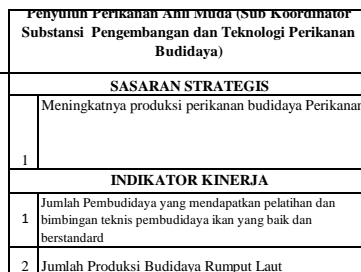 Penyuluh Perikanan Ahli Muda (Sub Koordinator
Substansi Pengembangan dan Teknologi Perikanan
Budidaya)
SASARAN STRATEGIS
Meningkatnya produksi perikanan budidaya Perikanan
1
INDIKATOR KINERJA
Jumlah Pembudidaya yang mendapatkan pelatihan dan
1 bimbingan teknis pembudidaya ikan yang baik dan
berstandard
2 Jumlah Produksi Budidaya Rumput Laut